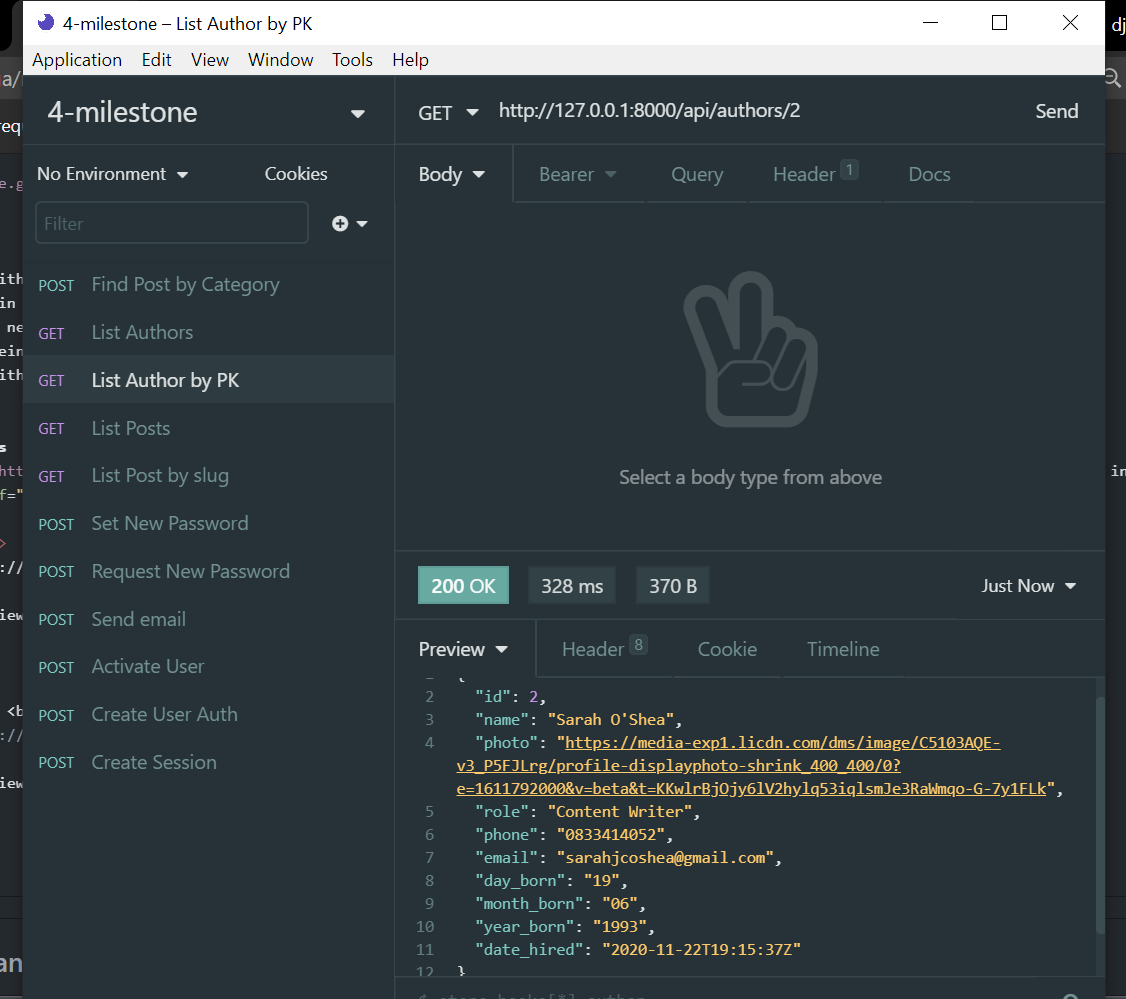 4-milestone – List Author by PK
dj
Application Edit View Window Tools Help
4-milestone
GET http://127.0.0.1:8000/api/authors/2 Send
No Environment Cookies
Body Bearer Query Header 1 Docs
Filter
POST Find Post by Category
GET List Authors
GET List Author by PK
GET List Posts
GET List Post by slug
POST Set New Password
POST Request New Password
POST Send email
POST Activate User
POST Create User Auth
POST Create Session
Select a body type from above
200 OK 328 ms 370 B Just Now
Preview Header 8 Cookie Timeline
2 "id": 2,
3 "name": "Sarah O'Shea",
4 "photo": "https://media-exp1.licdn.com/dms/image/C5103AQE-
v3_P5FJLrg/profile-displayphoto-shrink_400_400/0?
e=1611792000&v=beta&t=KKwlrBjOjy6lV2hylq53iqlsmJe3RaWmqo-G-7y1FLk",
5 "role": "Content Writer",
6 "phone": "0833414052",
7 "email": "sarahjcoshea@gmail.com",
8 "day_born": "19",
9 "month_born": "06",
10 "year_born": "1993",
11 "date_hired": "2020-11-22T19:15:37Z"
12 }